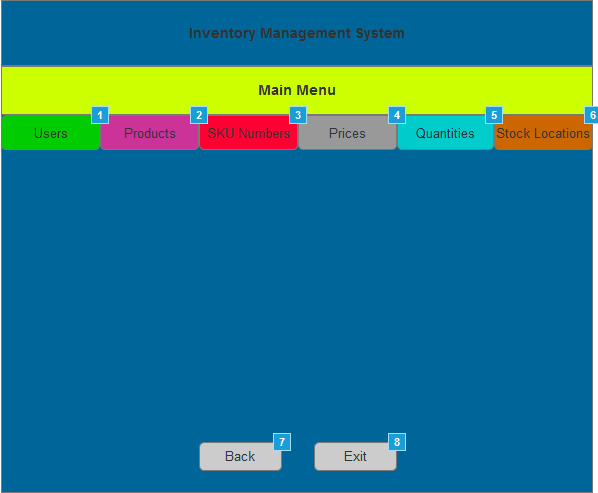 Inventory Management System
Main Menu
1 2 3 4 5 6
Users Products SKU Numbers Prices Quantities Stock Locations
7 8
Back Exit